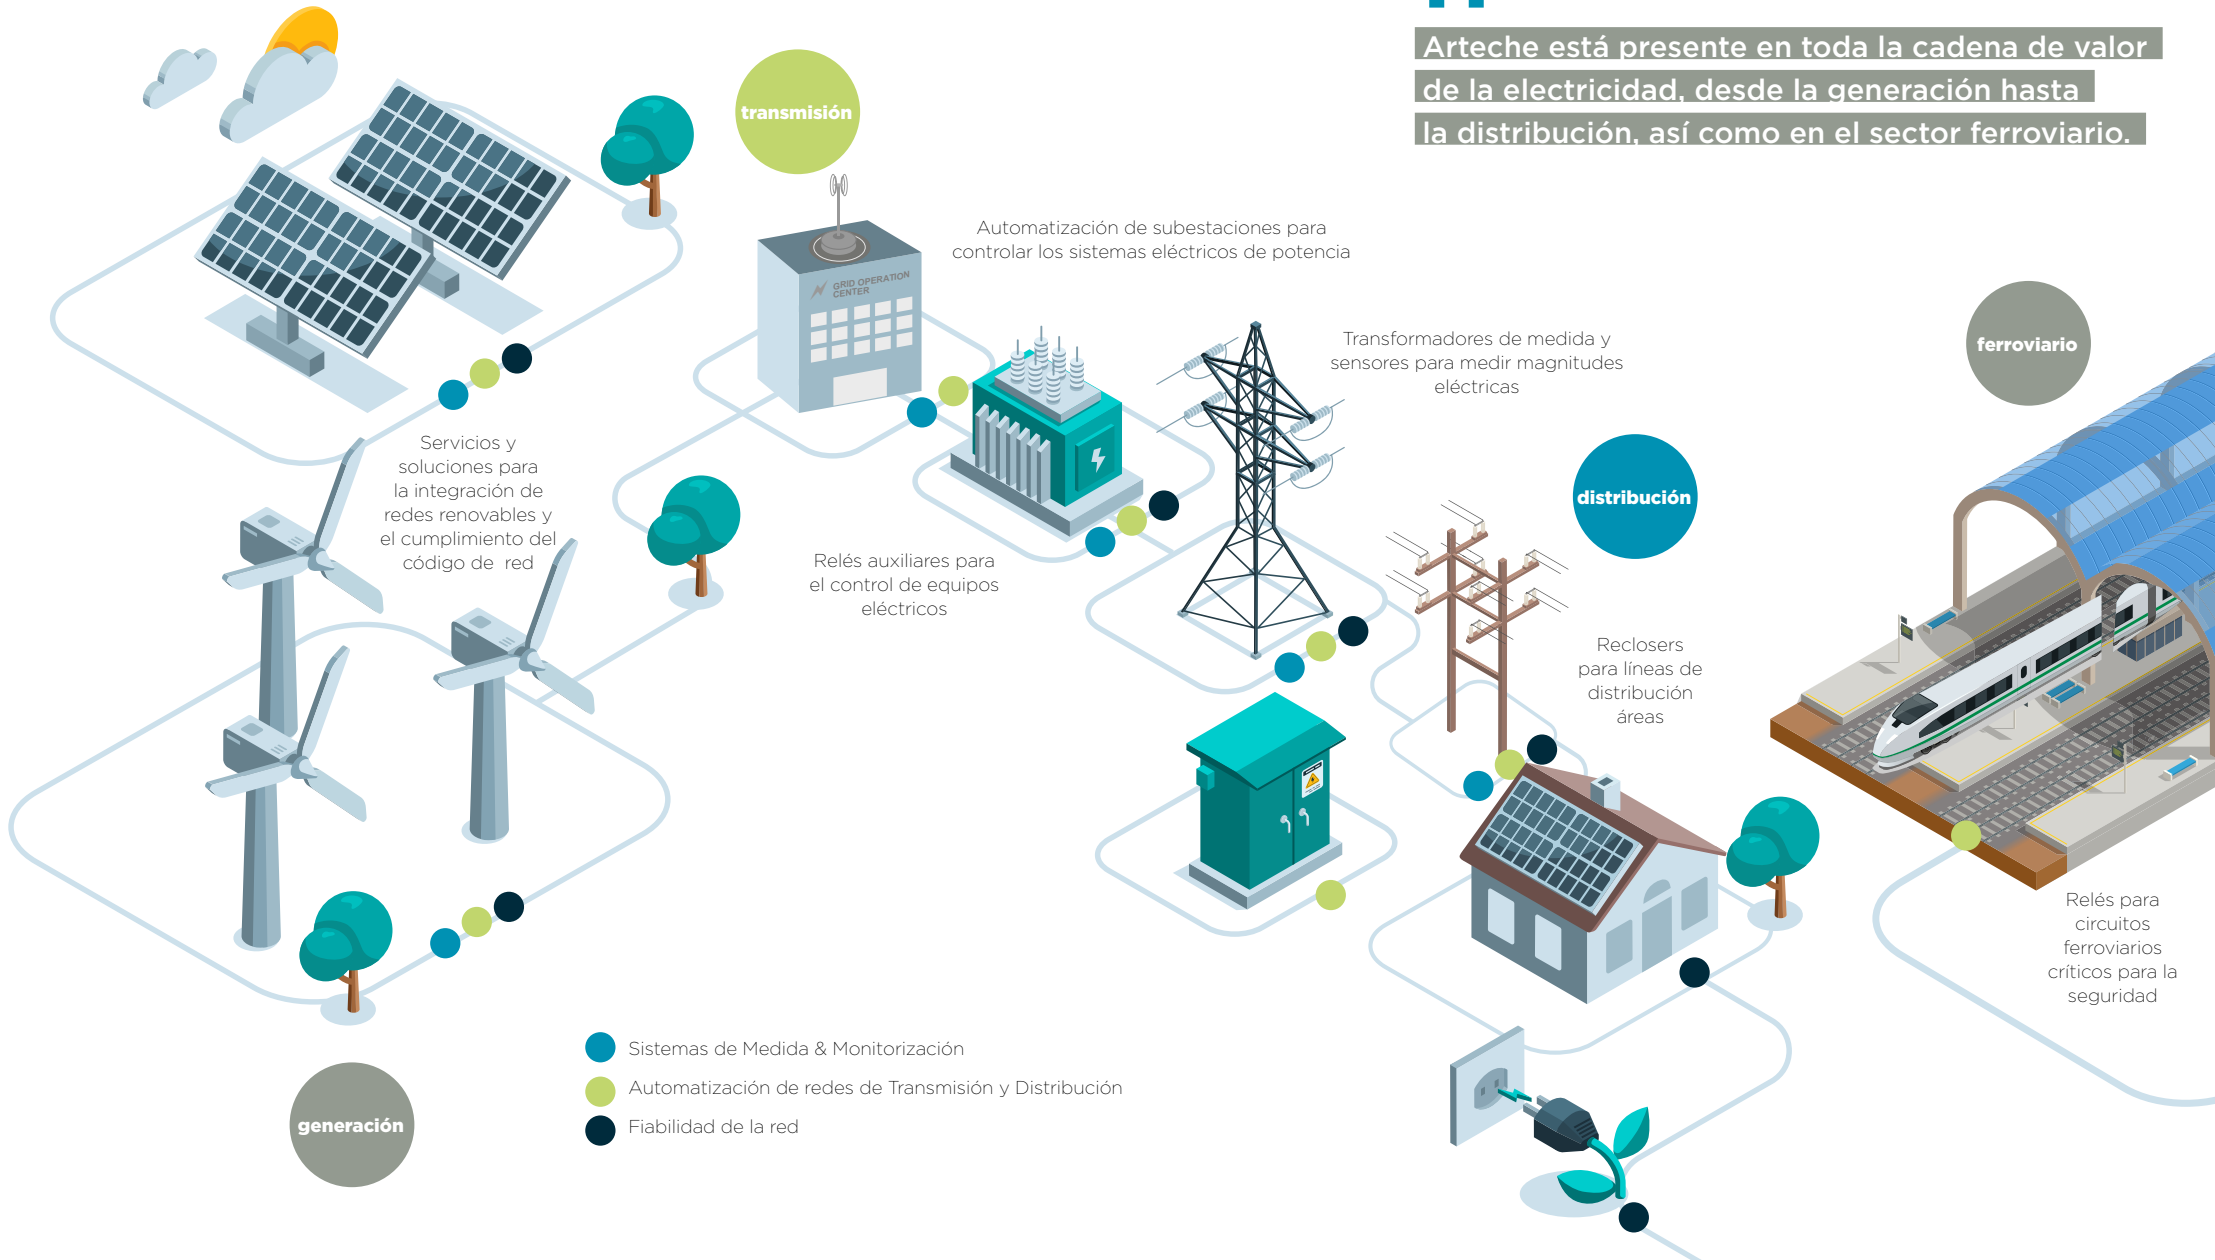 Arteche está presente en toda la cadena de valor
de la electricidad, desde la generación hasta
la distribución, así como en el sector ferroviario.
transmisión
Automatización de subestaciones para
controlar los sistemas eléctricos de potencia
GRID OPERATION
CENTER
Transformadores de medida y
sensores para medir magnitudes
eléctricas
ferroviario
Servicios y
soluciones para
la integración de
redes renovables y
el cumplimiento del
código de red
distribución
Relés auxiliares para
el control de equipos
eléctricos
Reclosers
para líneas de
distribución
áreas
Relés para
circuitos
ferroviarios
críticos para la
seguridad
Sistemas de Medida & Monitorización
Automatización de redes de Transmisión y Distribución
Fiabilidad de la red
generación